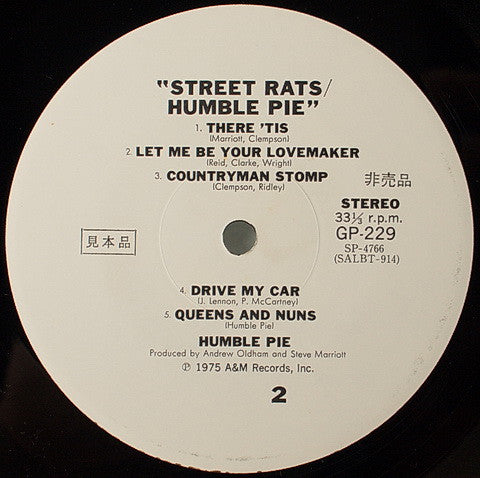 "STREET RATS/
HUMBLE PIE"
1. THERE 'TIS
(Marriott, Clempson)
2. LET ME BE YOUR LOVEMAKER
(Reid, Clarke, Wright)
3. COUNTRYMAN STOMP
(Clempson, Ridley)
非売品
STEREO
33⅓ r.p.m.
GP-229
SP-4766
(SALBT-914)
見本品
4. DRIVE MY CAR
(J. Lennon, P. McCartney)
5. QUEENS AND NUNS
(Humble Pie)
HUMBLE PIE
Produced by Andrew Oldham and Steve Marriott
℗ 1975 A&M Records, Inc.
2